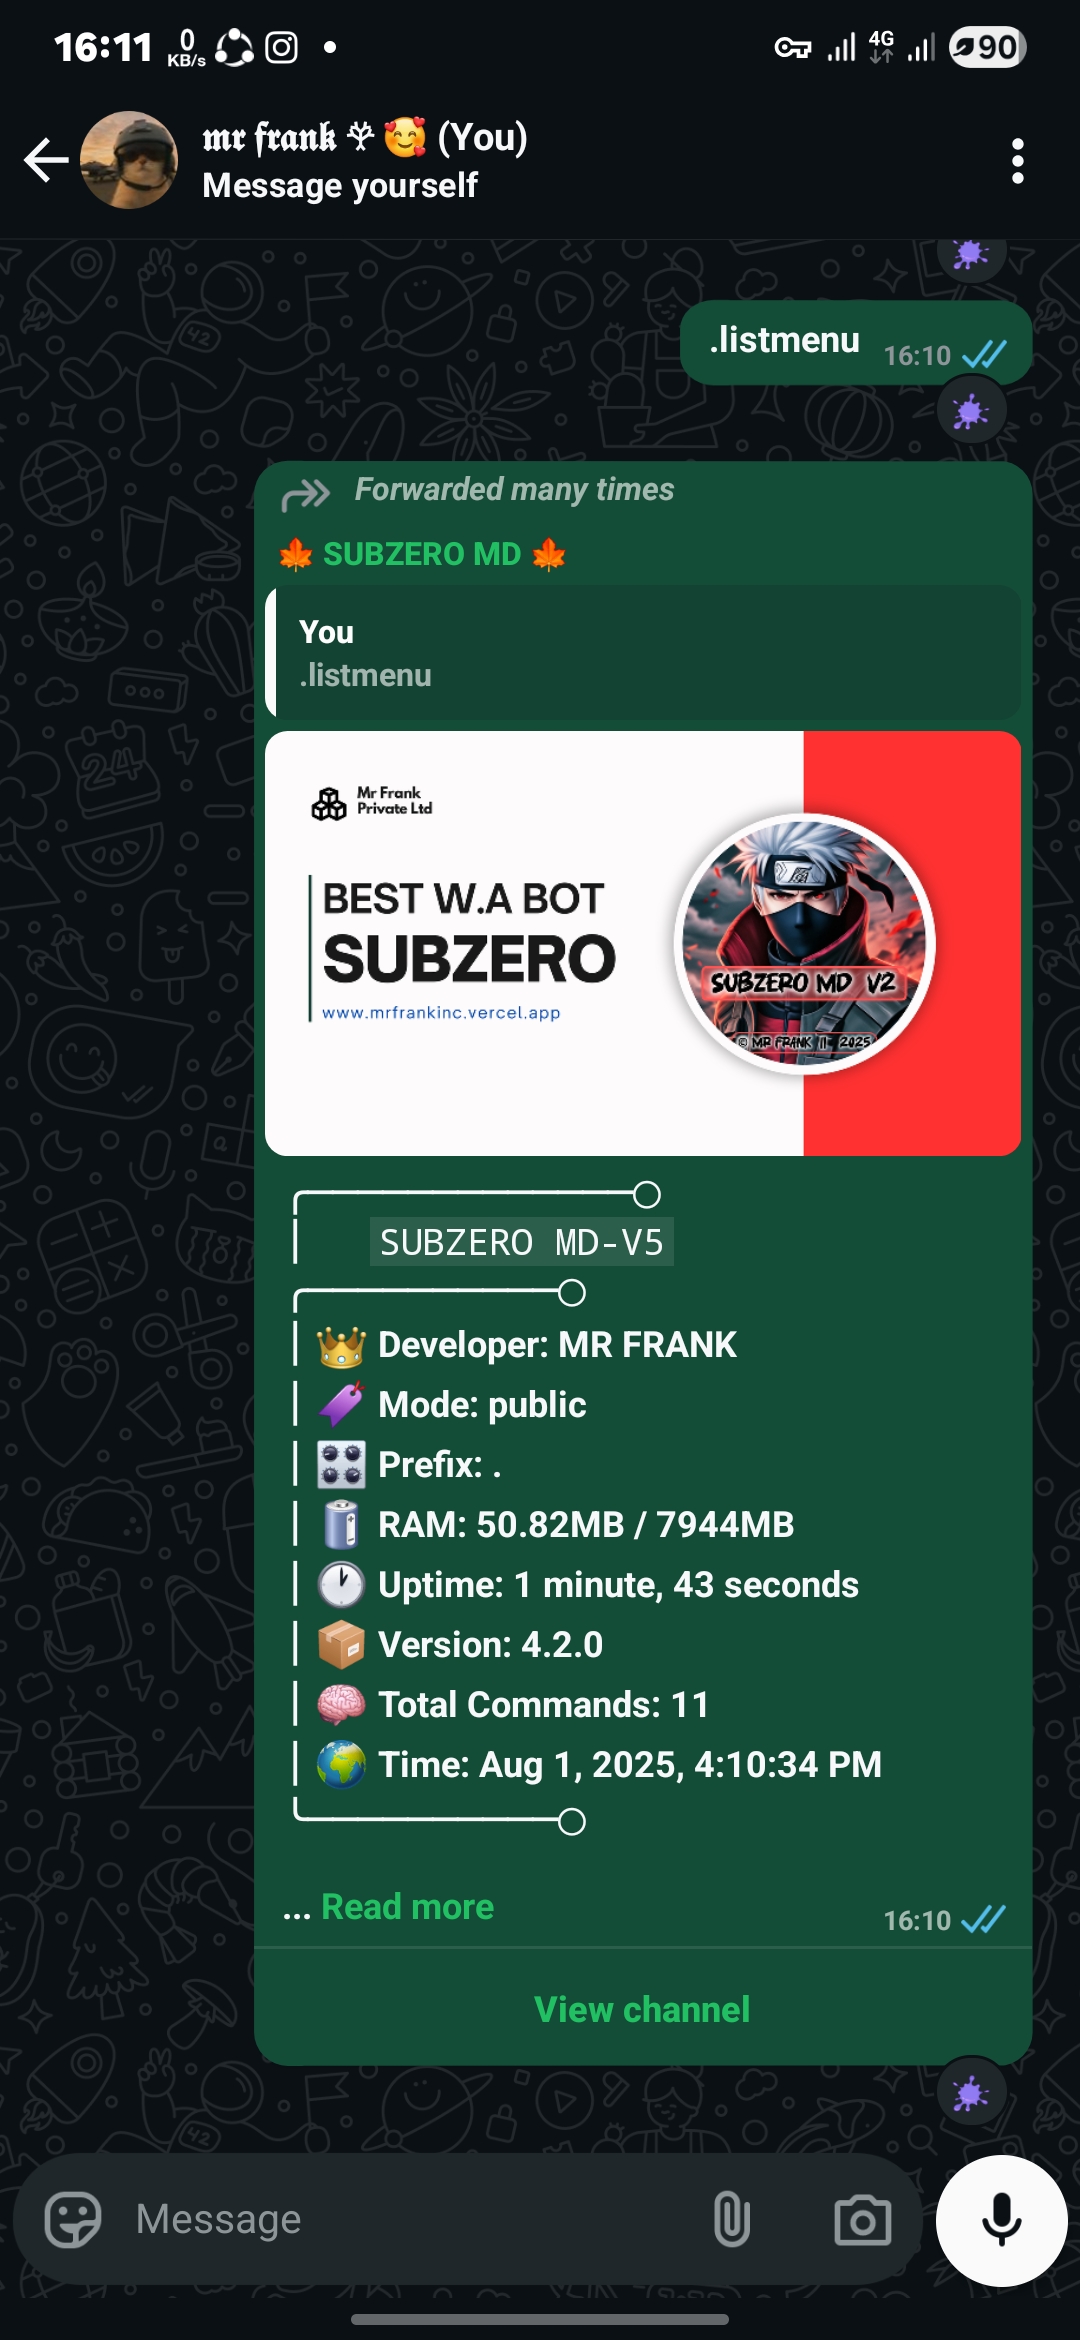 16:11 0 KB/s 4G 90
mr frank (You)
Message yourself
.listmenu 16:10
Forwarded many times
🍁 SUBZERO MD 🍁
You
.listmenu
Mr Frank
Private Ltd
BEST W.A BOT
SUBZERO
www.mrfrankinc.vercel.app
SUBZERO MD V2
© MR FRANK || 2025
SUBZERO MD-V5
👑 Developer: MR FRANK
🔖 Mode: public
🎛️ Prefix: .
🔋 RAM: 50.82MB / 7944MB
🕐 Uptime: 1 minute, 43 seconds
📦 Version: 4.2.0
🧠 Total Commands: 11
🌍 Time: Aug 1, 2025, 4:10:34 PM
... Read more 16:10
View channel
Message